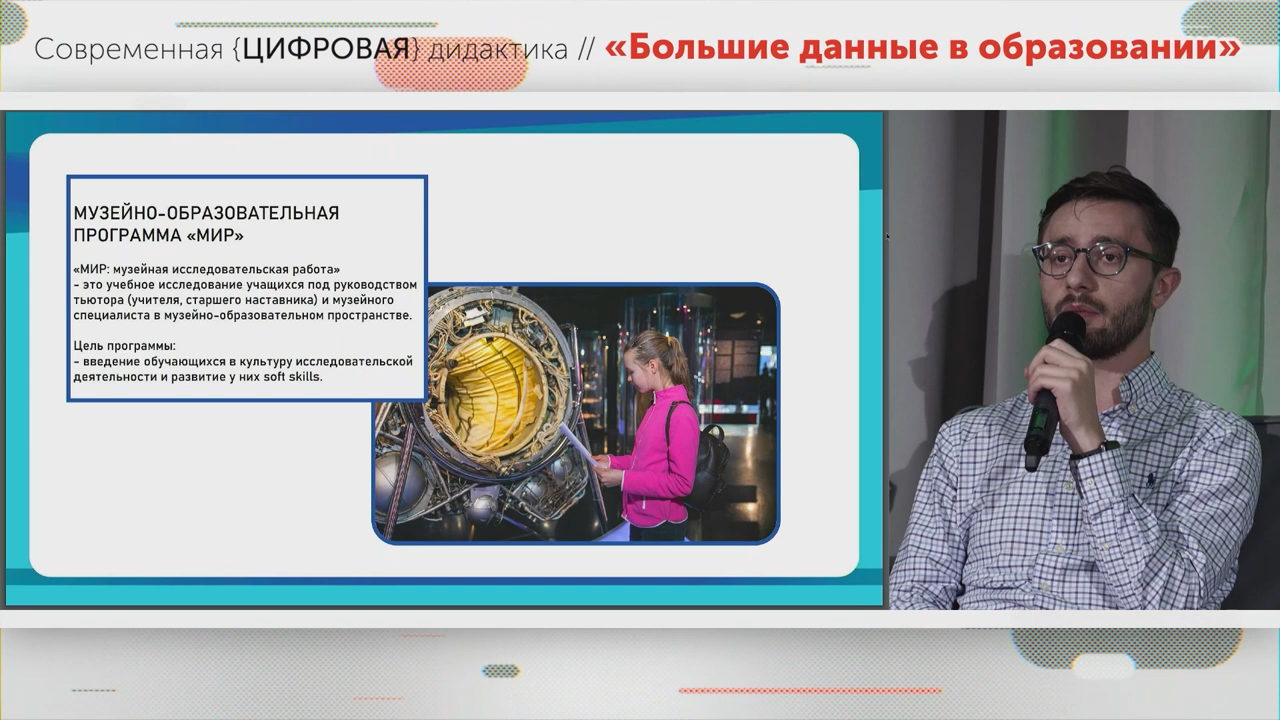 Современная {ЦИФРОВАЯ} дидактика // «Большие данные в образовании»
МУЗЕЙНО-ОБРАЗОВАТЕЛЬНАЯ
ПРОГРАММА «МИР»
«МИР: музейная исследовательская работа»
- это учебное исследование учащихся под руководством
тьютора (учителя, старшего наставника) и музейного
специалиста в музейно-образовательном пространстве.
Цель программы:
- введение обучающихся в культуру исследовательской
деятельности и развитие у них soft skills.